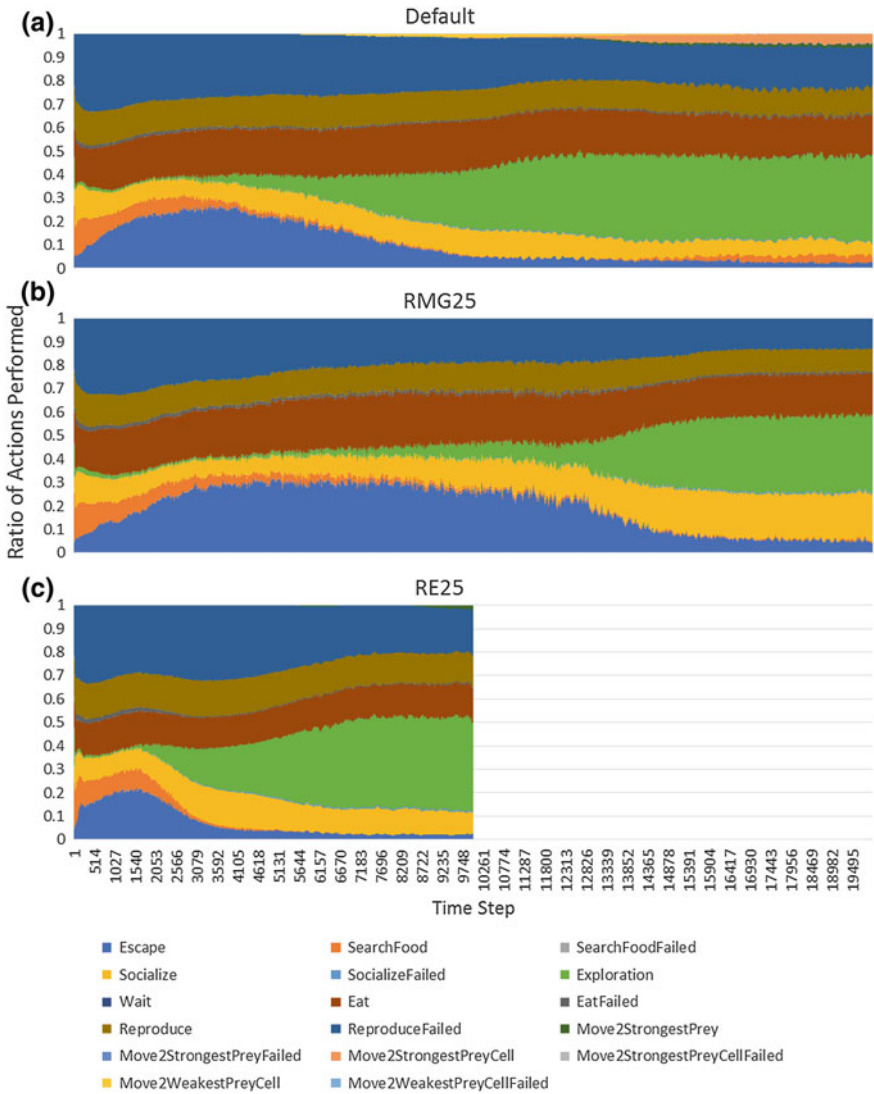 (a)
Default
1
0.9
0.8
0.7
0.6
0.5
0.4
0.3
0.2
0.1
0
(b)
RMG25
1
0.9
0.8
0.7
0.6
0.5
0.4
0.3
0.2
0.1
0
Ratio of Actions Performed
(c)
RE25
1
0.9
0.8
0.7
0.6
0.5
0.4
0.3
0.2
0.1
0
1 514 1027 1540 2053 2566 3079 3592 4105 4618 5131 5644 6157 6670 7183 7696 8209 8722 9235 9748 10261 10774 11287 11800 12313 12826 13339 13852 14365 14878 15391 15904 16417 16930 17443 17956 18469 18982 19495
Time Step
Escape SearchFood SearchFoodFailed
Socialize SocializeFailed Exploration
Wait Eat EatFailed
Reproduce ReproduceFailed Move2StrongestPrey
Move2StrongestPreyFailed Move2StrongestPreyCell Move2StrongestPreyCellFailed
Move2WeakestPreyCell Move2WeakestPreyCellFailed